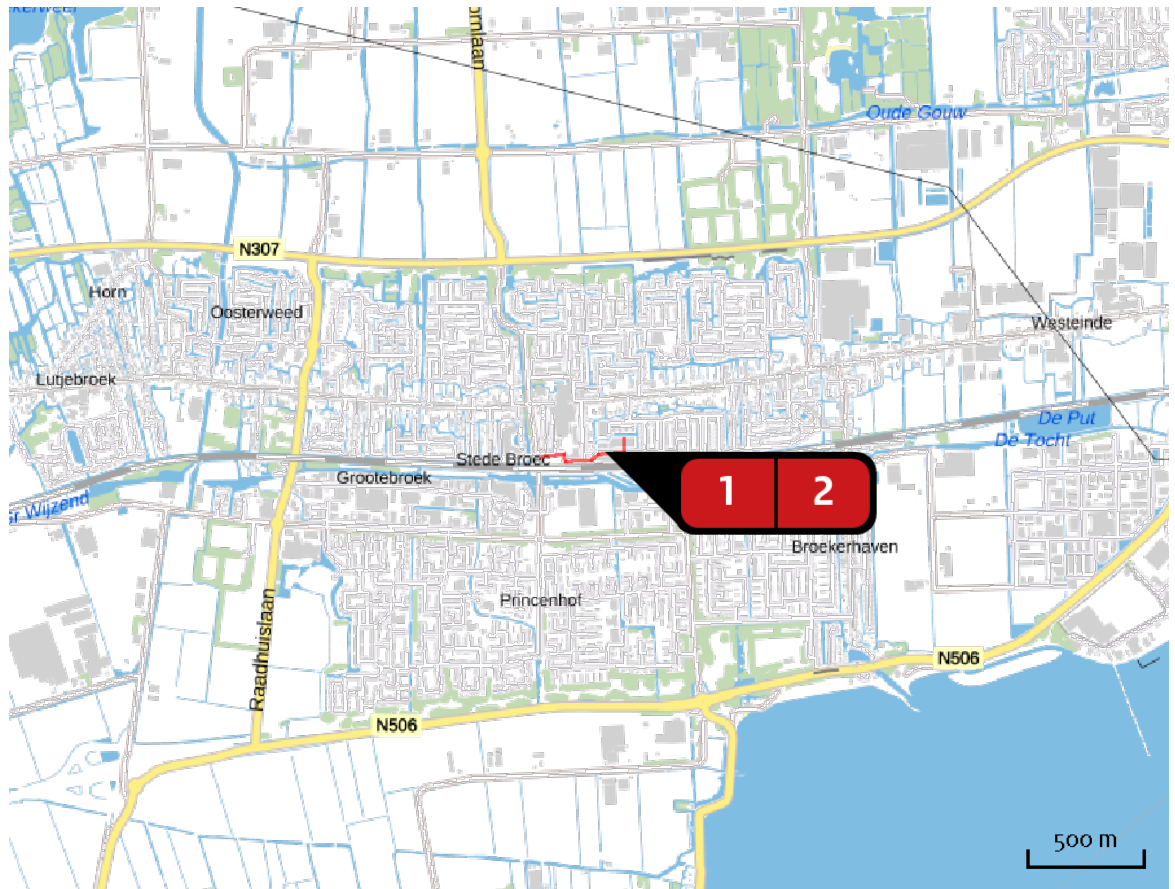 Oude Gouw
N307
Horn
Oosterweed
Westeinde
Lutjebroek
De Put
De Tocht
Stede Broec
Grootebroek
1 2
Broekerhaven
Princenhof
Raadhuislaan
N506
N506
500 m